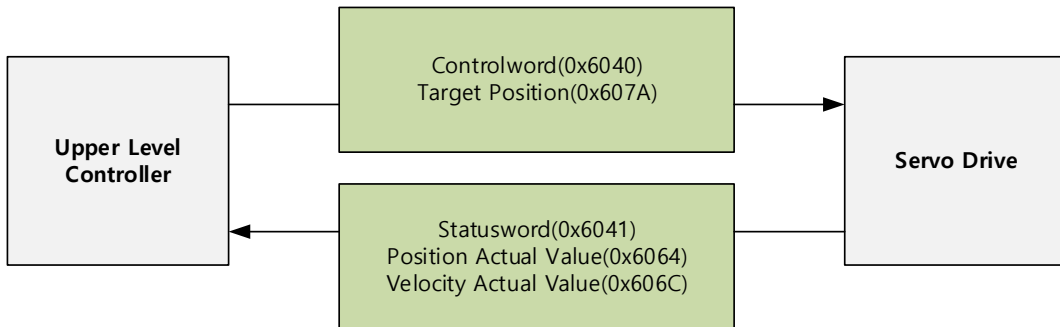 Upper Level
Controller
Controlword(0x6040)
Target Position(0x607A)
Statusword(0x6041)
Position Actual Value(0x6064)
Velocity Actual Value(0x606C)
Servo Drive